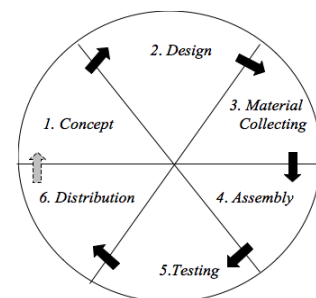 2. Design
3. Material
Collecting
1. Concept
6. Distribution
4. Assembly
5.Testing